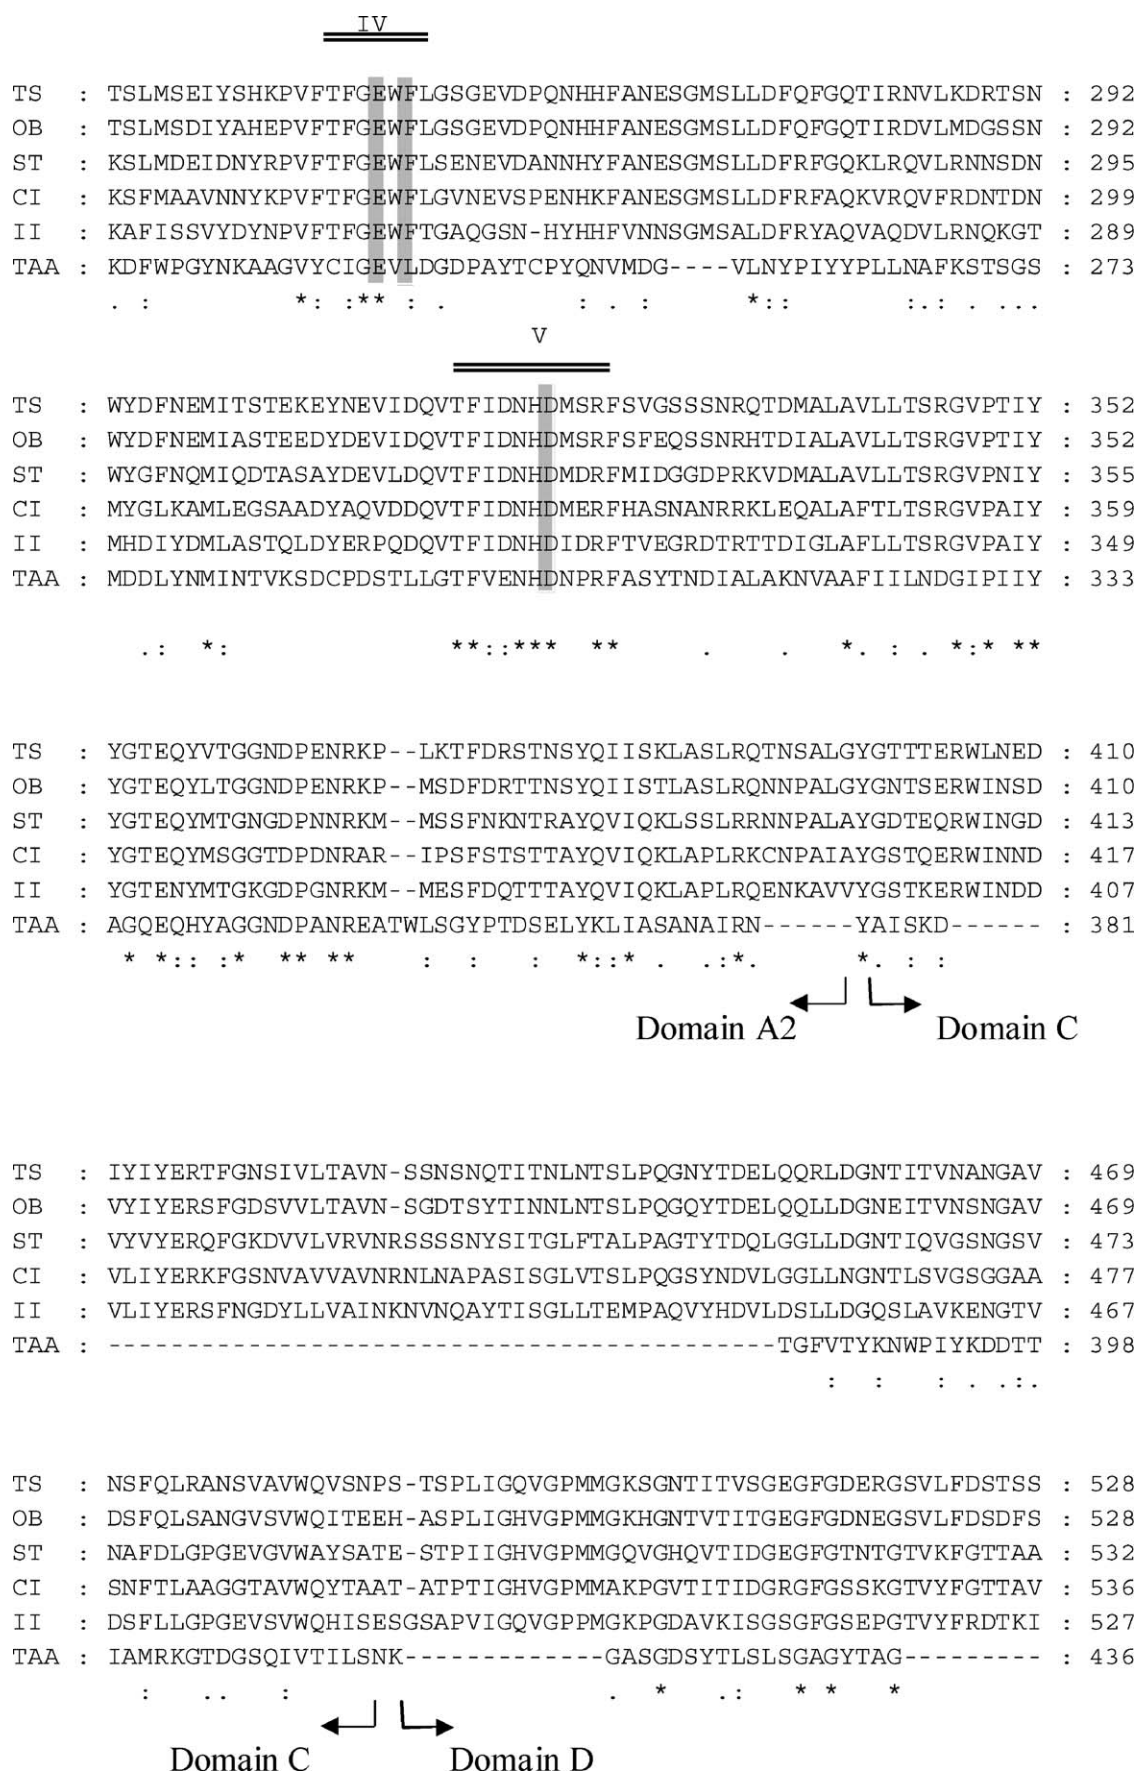 IV
TS : TSLMSEIYSHKPVFTFGEWFLGSGEVDPQNHHFANESGMSLLDFQFGQTIRNVLKDRTSN : 292
OB : TSLMSDIYAHEPVFTFGEWFLGSGEVDPQNHHFANESGMSLLDFQFGQTIRDVLMDGSSN : 292
ST : KSLMDEIDNYRPVFTFGEWFLSENEVDANNHYFANESGMSLLDFRFGQKLRQVLRNNSDN : 295
CI : KSFMAAVNNYKPVFTFGEWFLGVNEVSPENHKFANESGMSLLDFRFAQKVRQVFRDNTDN : 299
II : KAFISSVYDYNPVFTFGEWFTGAQGSN-HYHHFVNNSGMSALDFRYAQVAQDVLRNQKGT : 289
TAA : KDFWPGYNKAAGVYCIGEVLDGDPAYTCPYQNVMDG----VLNYPIYYPLLNAFKSTSGS : 273
. : *: :** : . : . : *:: :.: . ...
V
TS : WYDFNEMITSTEKEYNEVIDQVTFIDNHDMSRFSVGSSSNRQTDMALAVLLTSRGVPTIY : 352
OB : WYDFNEMIASTEEDYDEVIDQVTFIDNHDMSRFSFEQSSNRHTDIALAVLLTSRGVPTIY : 352
ST : WYGFNQMIQDTASAYDEVLDQVTFIDNHDMDRFMIDGGDPRKVDMALAVLLTSRGVPNIY : 355
CI : MYGLKAMLEGSAADYAQVDDQVTFIDNHDMERFHASNANRRKLEQALAFTLTSRGVPAIY : 359
II : MHDIYDMLASTQLDYERPQDQVTFIDNHDIDRFTVEGRDTRTTDIGLAFLLTSRGVPAIY : 349
TAA : MDDLYNMINTVKSDCPDSTLLGTFVENHDNPRFASYTNDIALAKNVAAFIILNDGIPIIY : 333
.: *: **::*** ** . . *. : . *:* **
TS : YGTEQYVTGGNDPENRKP--LKTFDRSTNSYQIISKLASLRQTNSALGYGTTTERWLNED : 410
OB : YGTEQYLTGGNDPENRKP--MSDFDRTTNSYQIISTLASLRQNNPALGYGNTSERWINSD : 410
ST : YGTEQYMTGNGDPNNRKM--MSSFNKNTRAYQVIQKLSSLRRNNPALAYGDTEQRWINGD : 413
CI : YGTEQYMSGGTDPDNRAR--IPSFSTSTTAYQVIQKLAPLRKCNPAIAYGSTQERWINND : 417
II : YGTENYMTGKGDPGNRKM--MESFDQTTTAYQVIQKLAPLRQENKAVVYGSTKERWINDD : 407
TAA : AGQEQHYAGGNDPANREATWLSGYPTDSELYKLIASANAIRN------YAISKD------ : 381
* *:: :* ** ** : : : *::* . .:*. *. : :
Domain A2 Domain C
TS : IYIYERTFGNSIVLTAVN-SSNSNQTITNLNTSLPQGNYTDELQQRLDGNTITVNANGAV : 469
OB : VYIYERSFGDSVVLTAVN-SGDTSYTINNLNTSLPQGQYTDELQQLLDGNEITVNSNGAV : 469
ST : VYVYERQFGKDVVLVRVNRSSSSNYSITGLFTALPAGTYTDQLGGLLDGNTIQVGSNGSV : 473
CI : VLIYERKFGSNVAVVAVNRNLNAPASISGLVTSLPQGSYNDVLGGLLNGNTLSVGSGGAA : 477
II : VLIYERSFNGDYLLVAINKNVNQAYTISGLLTEMPAQVYHDVLDSLLDGQSLAVKENGTV : 467
TAA : -------------------------------------------TGFVTYKNWPIYKDDTT : 398
: : : . .:.
TS : NSFQLRANSVAVWQVSNPS-TSPLIGQVGPMMGKSGNTITVSGEGFGDERGSVLFDSTSS : 528
OB : DSFQLSANGVSVWQITEEH-ASPLIGHVGPMMGKHGNTVTITGEGFGDNEGSVLFDSDFS : 528
ST : NAFDLGPGEVGVWAYSATE-STPIIGHVGPMMGQVGHQVTIDGEGFGTNTGTVKFGTTAA : 532
CI : SNFTLAAGGTAVWQYTAAT-ATPTIGHVGPMMAKPGVTITIDGRGFGSSKGTVYFGTTAV : 536
II : DSFLLGPGEVSVWQHISESGSAPVIGQVGPPMGKPGDAVKISGSGFGSEPGTVYFRDTKI : 527
TAA : IAMRKGTDGSQIVTILSNK-------------GASGDSYTLSLSGAGYTAG--------- : 436
: .. : . * .: * * *
Domain C Domain D